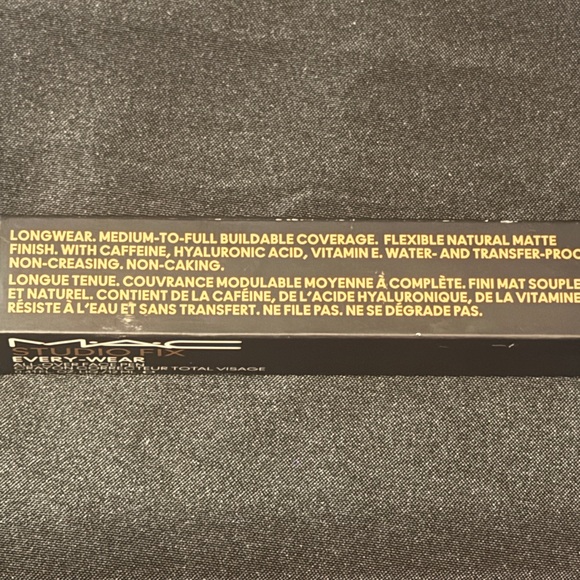 LONGWEAR. MEDIUM-TO-FULL BUILDABLE COVERAGE. FLEXIBLE NATURAL MATTE
FINISH. WITH CAFFEINE, HYALURONIC ACID, VITAMIN E. WATER- AND TRANSFER-PROO
NON-CREASING. NON-CAKING.
LONGUE TENUE. COUVRANCE MODULABLE MOYENNE À COMPLÈTE. FINI MAT SOUPLE
ET NATUREL. CONTIENT DE LA CAFÉINE, DE L'ACIDE HYALURONIQUE, DE LA VITAMINE
RÉSISTE À L'EAU ET SANS TRANSFERT. NE FILE PAS. NE SE DÉGRADE PAS.
M·A·C
STUDIO FIX
EVERY-WEAR
TOTAL VISAGE